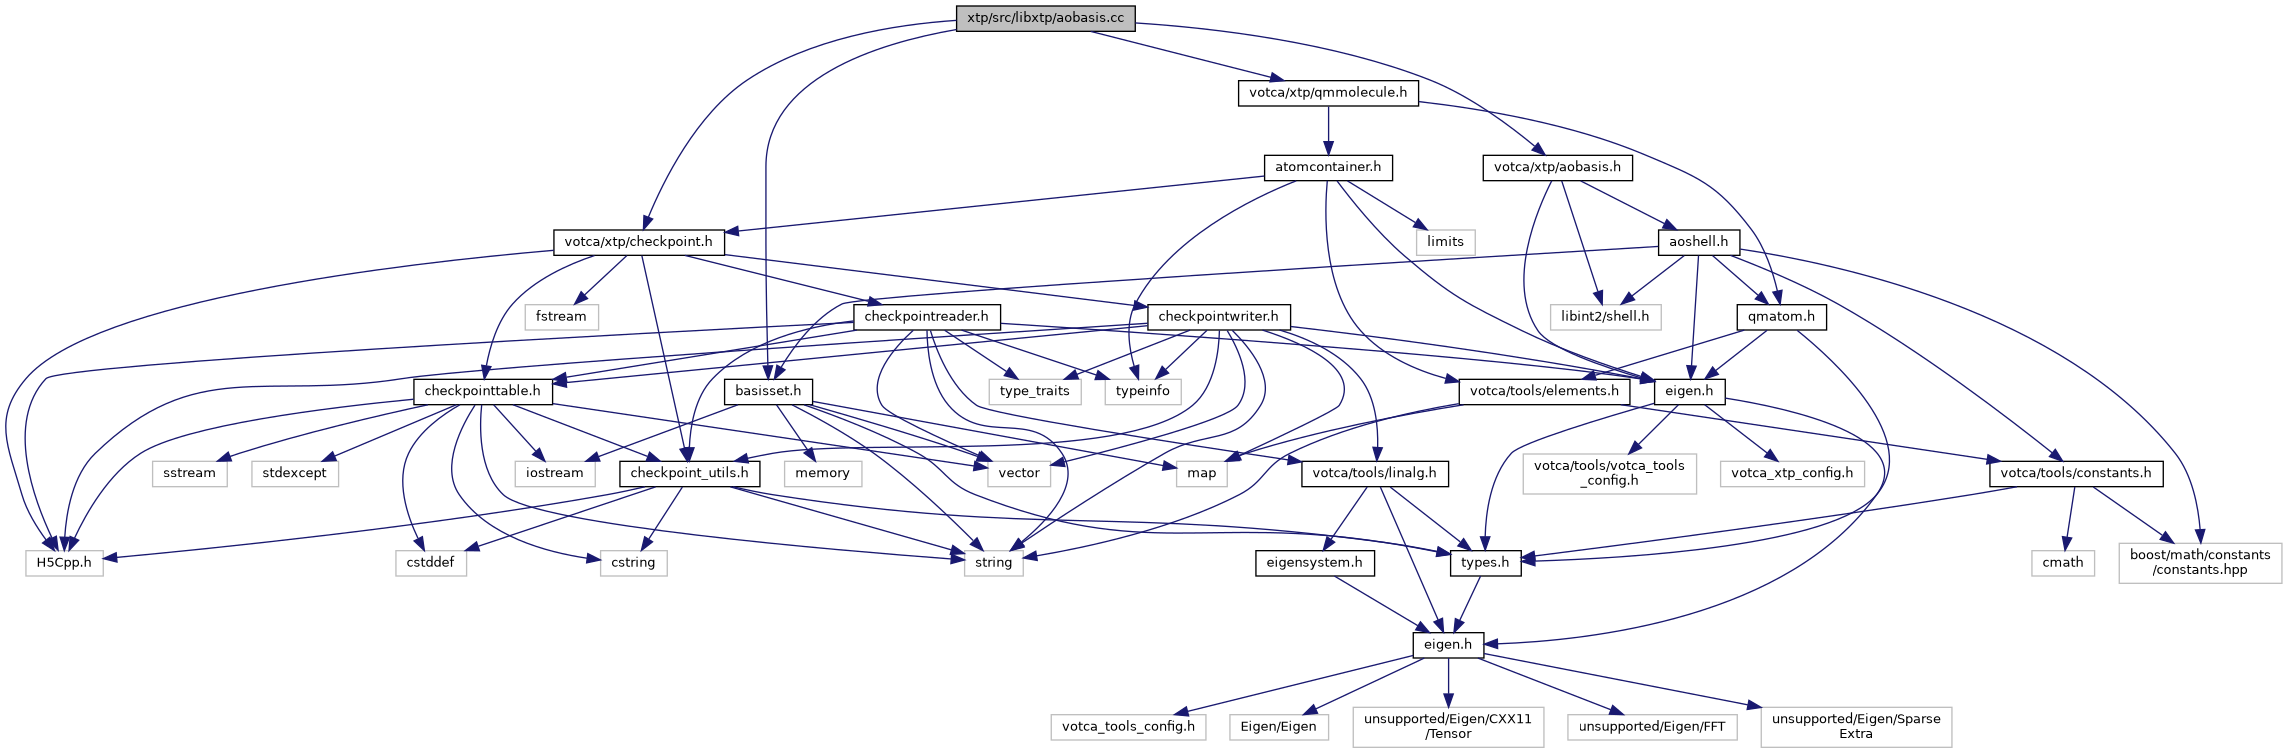 xtp/src/libxtp/aobasis.cc
votca/xtp/qmmolecule.h
atomcontainer.h
votca/xtp/aobasis.h
votca/xtp/checkpoint.h
limits
aoshell.h
fstream
checkpointreader.h
checkpointwriter.h
libint2/shell.h
qmatom.h
checkpointtable.h
basisset.h
type_traits
typeinfo
votca/tools/elements.h
eigen.h
sstream
stdexcept
iostream
checkpoint_utils.h
memory
vector
map
votca/tools/linalg.h
votca/tools/votca_tools
_config.h
votca_xtp_config.h
votca/tools/constants.h
H5Cpp.h
cstddef
cstring
string
eigensystem.h
types.h
cmath
boost/math/constants
/constants.hpp
eigen.h
votca_tools_config.h
Eigen/Eigen
unsupported/Eigen/CXX11
/Tensor
unsupported/Eigen/FFT
unsupported/Eigen/Sparse
Extra